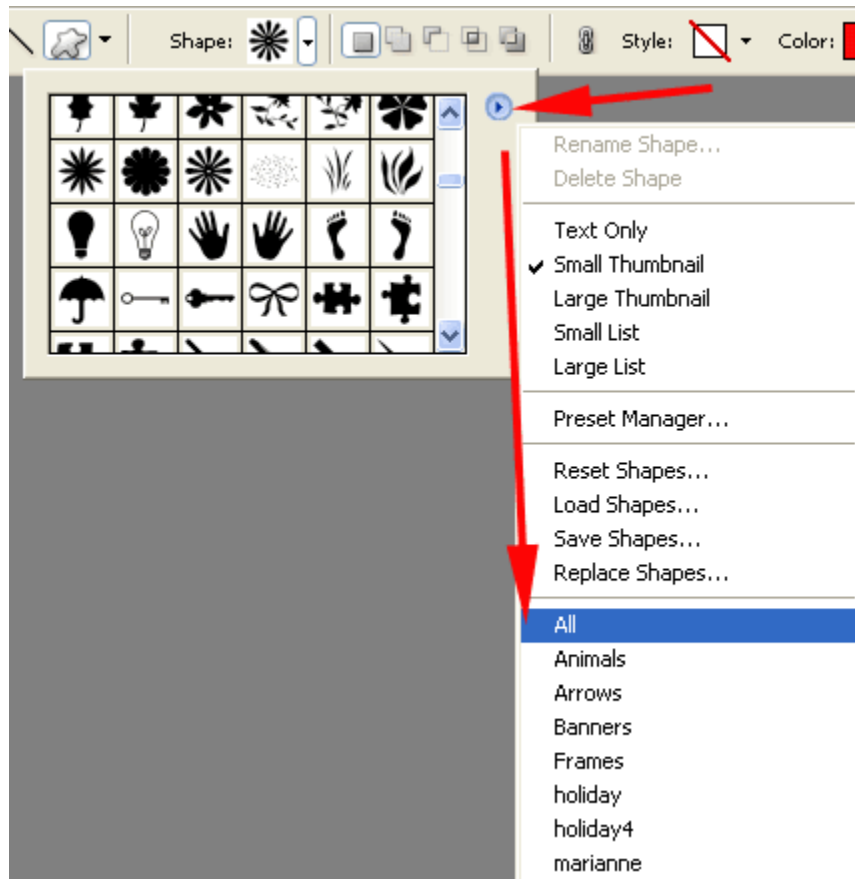 Shape: Style: Color:
Rename Shape...
Delete Shape
Text Only
Small Thumbnail
Large Thumbnail
Small List
Large List
Preset Manager...
Reset Shapes...
Load Shapes...
Save Shapes...
Replace Shapes...
All
Animals
Arrows
Banners
Frames
holiday
holiday4
marianne